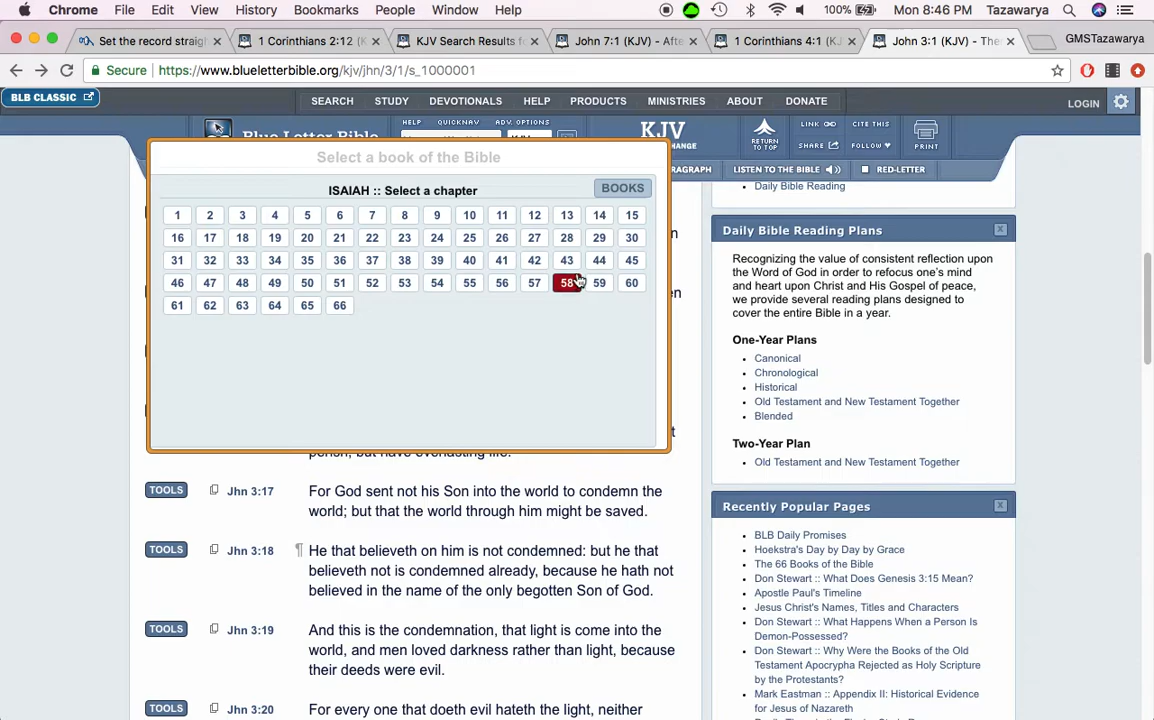 Chrome File Edit View History Bookmarks People Window Help 100% Mon 8:46 PM Tazawarya
Set the record straigh 1 Corinthians 2:12 (KJV) KJV Search Results fo John 7:1 (KJV) - Afte 1 Corinthians 4:1 (KJV) John 3:1 (KJV) - The GMSTazawarya
Secure https://www.blueletterbible.org/kjv/jhn/3/1/s_1000001
BLB CLASSIC SEARCH STUDY DEVOTIONALS HELP PRODUCTS MINISTRIES ABOUT DONATE LOGIN
HELP QUICKNAV ADV. OPTIONS
Blue Letter Bible KJV KJV CHANGE RETURN TO TOP LINK CITE THIS
SHARE FOLLOW PRINT
PARAGRAPH LISTEN TO THE BIBLE RED-LETTER
Select a book of the Bible
ISAIAH :: Select a chapter BOOKS
1 2 3 4 5 6 7 8 9 10 11 12 13 14 15
16 17 18 19 20 21 22 23 24 25 26 27 28 29 30
31 32 33 34 35 36 37 38 39 40 41 42 43 44 45
46 47 48 49 50 51 52 53 54 55 56 57 58 59 60
61 62 63 64 65 66
perish, but have everlasting life.
TOOLS Jhn 3:17 For God sent not his Son into the world to condemn the
world; but that the world through him might be saved.
TOOLS Jhn 3:18 ¶ He that believeth on him is not condemned: but he that
believeth not is condemned already, because he hath not
believed in the name of the only begotten Son of God.
TOOLS Jhn 3:19 And this is the condemnation, that light is come into the
world, and men loved darkness rather than light, because
their deeds were evil.
TOOLS Jhn 3:20 For every one that doeth evil hateth the light, neither
Daily Bible Reading
Daily Bible Reading Plans
Recognizing the value of consistent reflection upon
the Word of God in order to refocus one's mind
and heart upon Christ and His Gospel of peace,
we provide several reading plans designed to
cover the entire Bible in a year.
One-Year Plans
Canonical
Chronological
Historical
Old Testament and New Testament Together
Blended
Two-Year Plan
Old Testament and New Testament Together
Recently Popular Pages
BLB Daily Promises
Hoekstra's Day by Day by Grace
The 66 Books of the Bible
Don Stewart :: What Does Genesis 3:15 Mean?
Apostle Paul's Timeline
Jesus Christ's Names, Titles and Characters
Don Stewart :: What Happens When a Person Is
Demon-Possessed?
Don Stewart :: Why Were the Books of the Old
Testament Apocrypha Rejected as Holy Scripture
by the Protestants?
Mark Eastman :: Appendix II: Historical Evidence
for Jesus of Nazareth